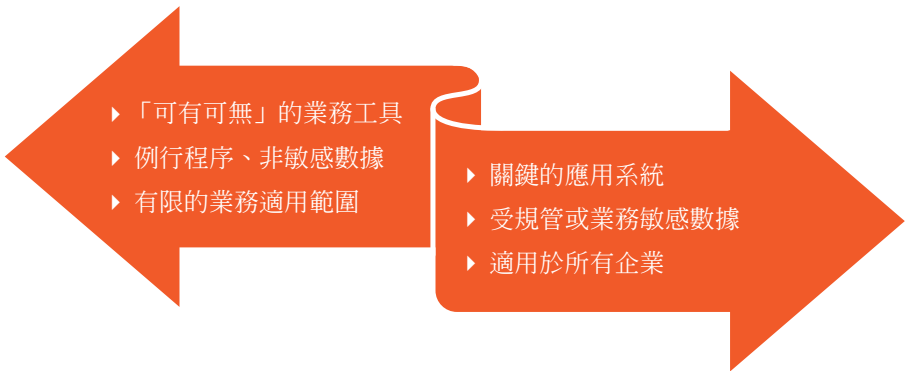 「可有可無」的業務工具
例行程序、非敏感數據
有限的業務適用範圍
關鍵的應用系統
受規管或業務敏感數據
適用於所有企業